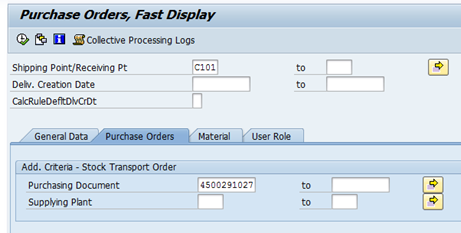 Purchase Orders, Fast Display
Collective Processing Logs
Shipping Point/Receiving Pt C101 to
Deliv. Creation Date to
CalcRuleDefltDlvCrDt
General Data Purchase Orders Material User Role
Add. Criteria - Stock Transport Order
Purchasing Document 4500291027 to
Supplying Plant to